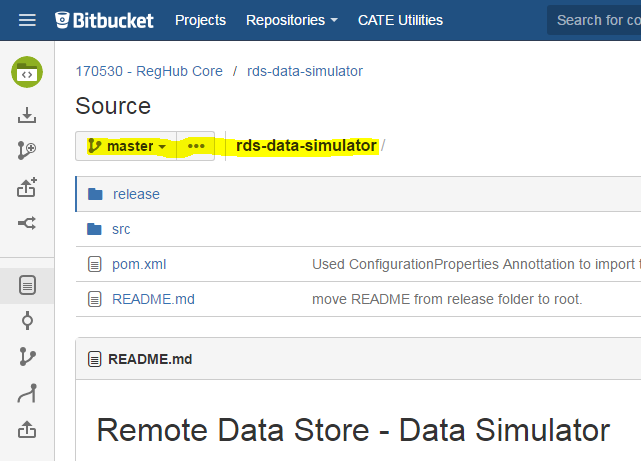 Bitbucket Projects Repositories CATE Utilities Search for co
170530 - RegHub Core / rds-data-simulator
Source
master ••• rds-data-simulator /
release
src
pom.xml Used ConfigurationProperties Annottation to import t
README.md move README from release folder to root.
README.md
Remote Data Store - Data Simulator